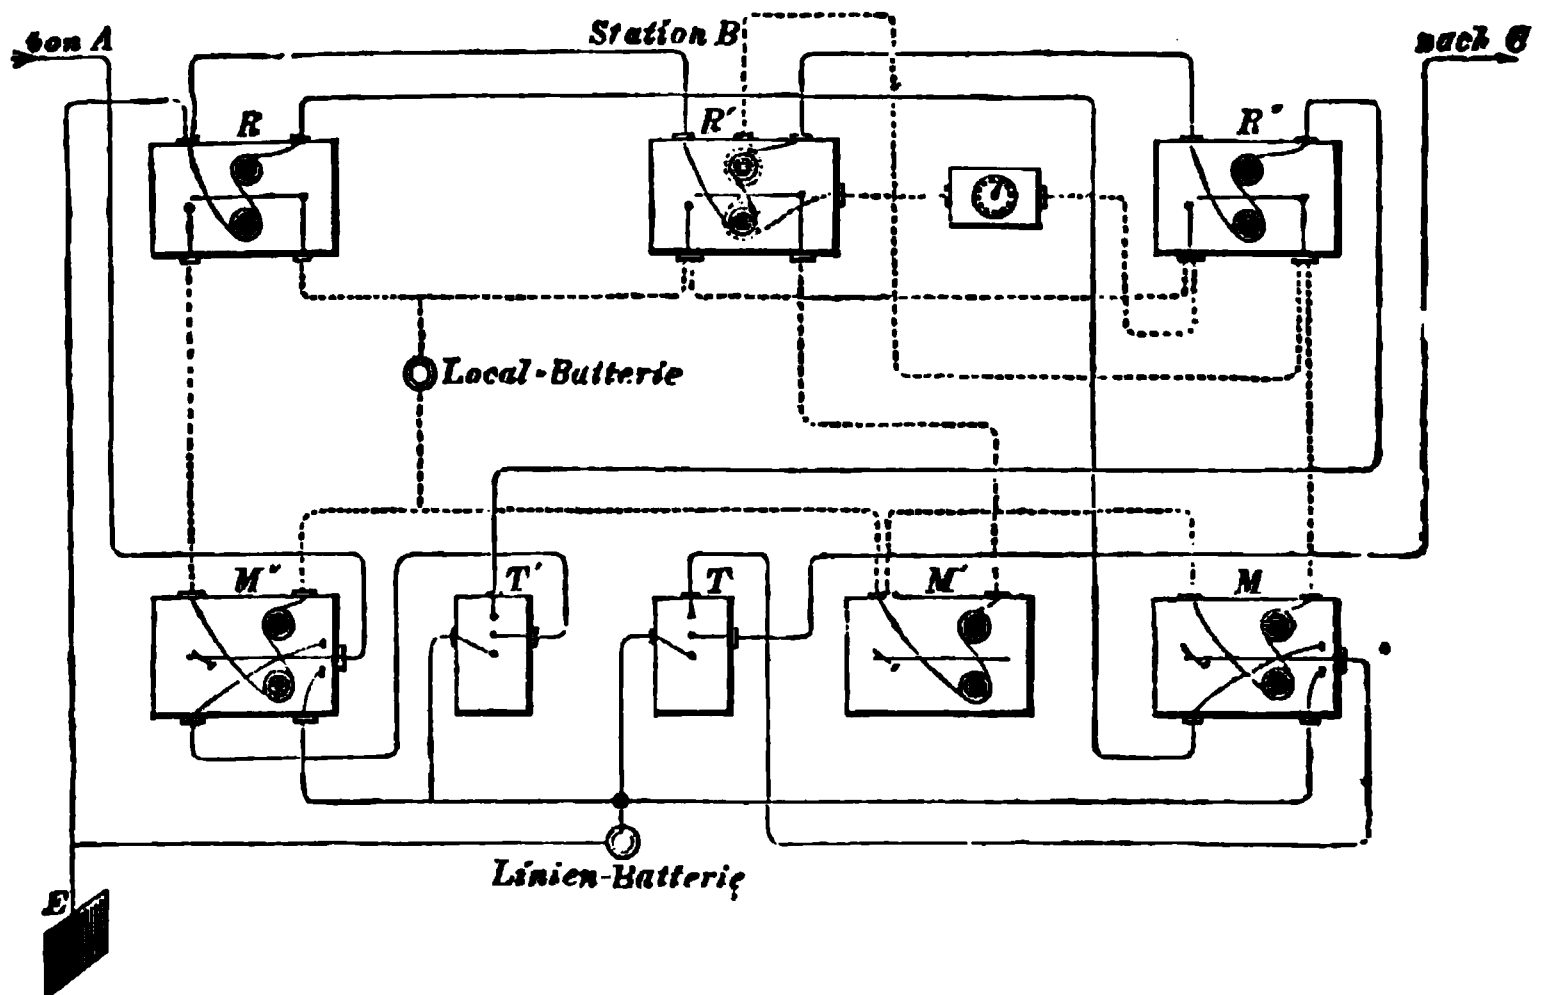 von A
Station B
nach C
R
R′
R″
Local-Batterie
M″
T′
T
M′
M
Linien-Batterie
E